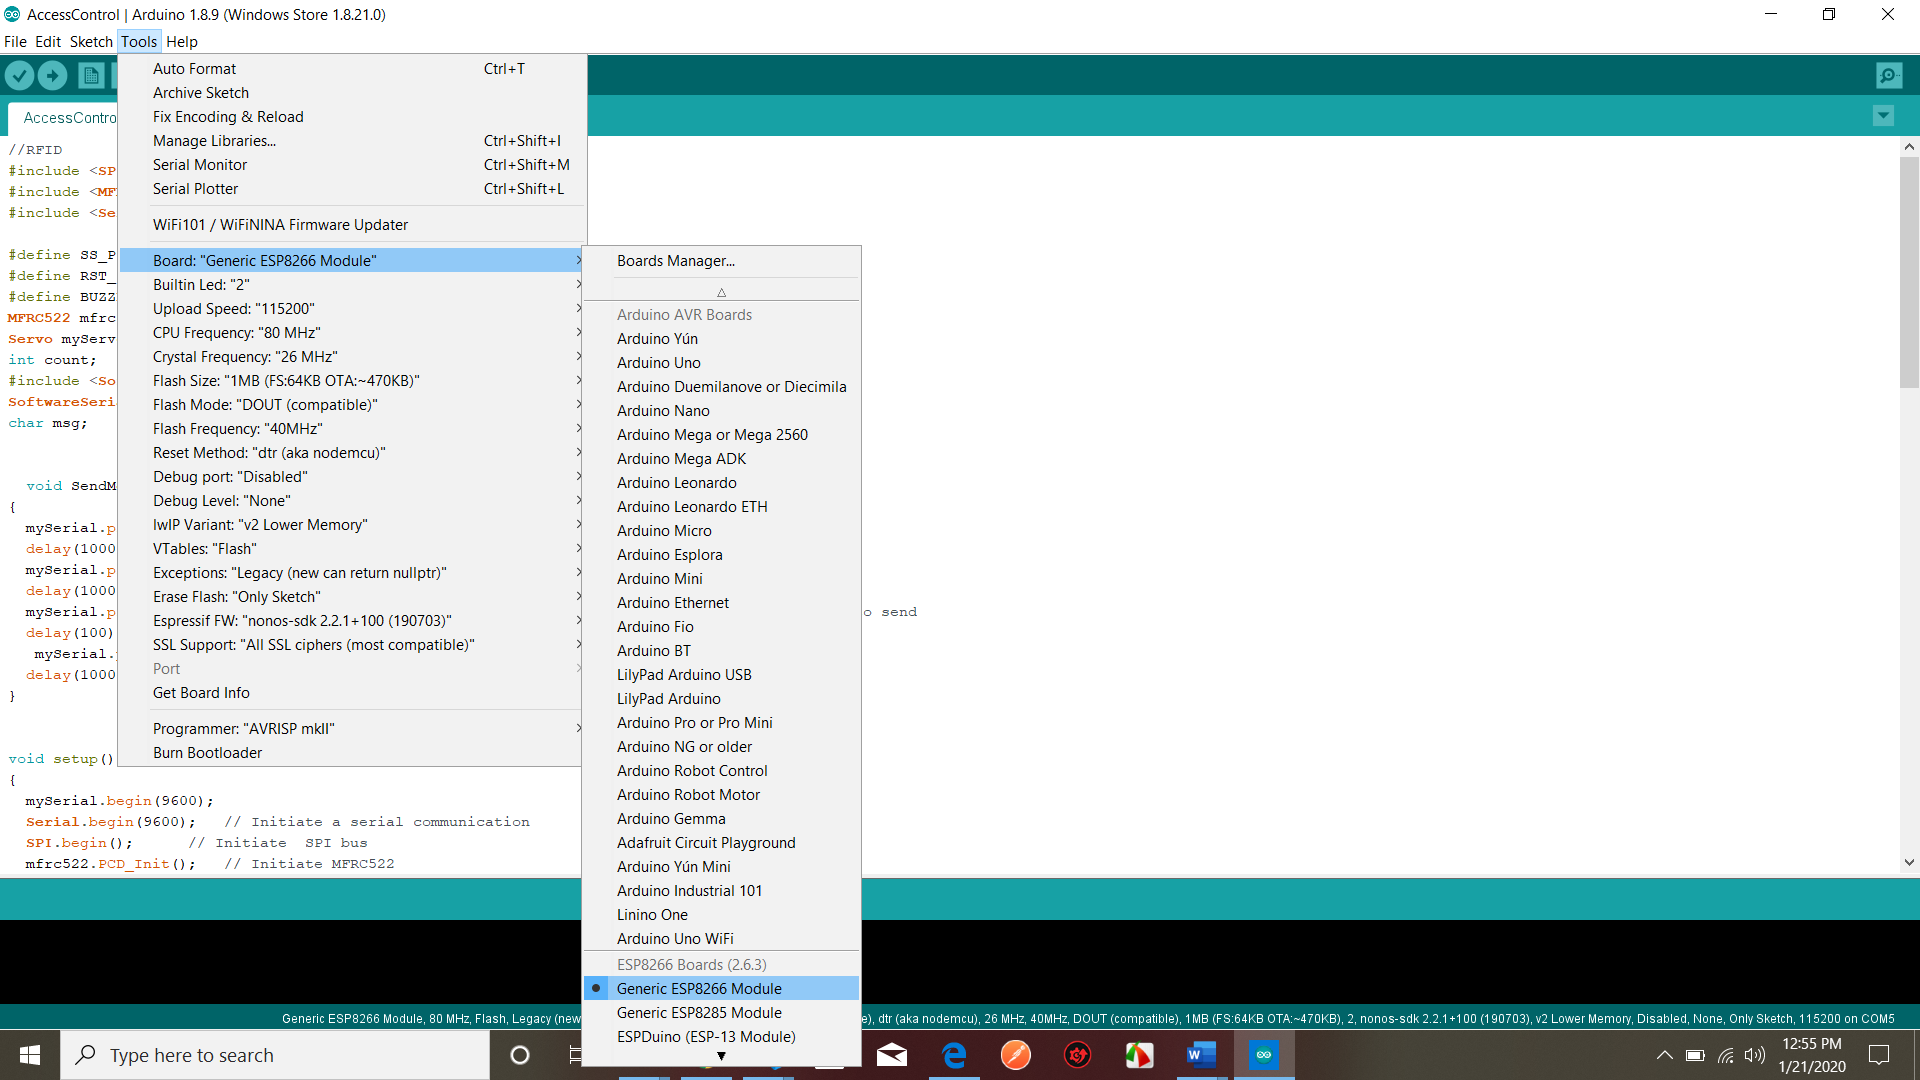 AccessControl | Arduino 1.8.9 (Windows Store 1.8.21.0)
File Edit Sketch Tools Help
AccessContro
//RFID
#include <SP
#include <MF
#include <Se
#define SS_P
#define RST_
#define BUZZ
MFRC522 mfrc
Servo myServ
int count;
#include <So
SoftwareSeri
char msg;
void SendM
{
mySerial.p
delay(1000
mySerial.p
delay(1000
mySerial.p
o send
delay(100)
mySerial.
delay(1000
}
void setup()
{
mySerial.begin(9600);
Serial.begin(9600);   // Initiate a serial communication
SPI.begin();      // Initiate  SPI bus
mfrc522.PCD_Init();   // Initiate MFRC522
Auto Format Ctrl+T
Archive Sketch
Fix Encoding & Reload
Manage Libraries... Ctrl+Shift+I
Serial Monitor Ctrl+Shift+M
Serial Plotter Ctrl+Shift+L
WiFi101 / WiFiNINA Firmware Updater
Board: "Generic ESP8266 Module"
Builtin Led: "2"
Upload Speed: "115200"
CPU Frequency: "80 MHz"
Crystal Frequency: "26 MHz"
Flash Size: "1MB (FS:64KB OTA:~470KB)"
Flash Mode: "DOUT (compatible)"
Flash Frequency: "40MHz"
Reset Method: "dtr (aka nodemcu)"
Debug port: "Disabled"
Debug Level: "None"
lwIP Variant: "v2 Lower Memory"
VTables: "Flash"
Exceptions: "Legacy (new can return nullptr)"
Erase Flash: "Only Sketch"
Espressif FW: "nonos-sdk 2.2.1+100 (190703)"
SSL Support: "All SSL ciphers (most compatible)"
Port
Get Board Info
Programmer: "AVRISP mkII"
Burn Bootloader
Boards Manager...
Arduino AVR Boards
Arduino Yún
Arduino Uno
Arduino Duemilanove or Diecimila
Arduino Nano
Arduino Mega or Mega 2560
Arduino Mega ADK
Arduino Leonardo
Arduino Leonardo ETH
Arduino Micro
Arduino Esplora
Arduino Mini
Arduino Ethernet
Arduino Fio
Arduino BT
LilyPad Arduino USB
LilyPad Arduino
Arduino Pro or Pro Mini
Arduino NG or older
Arduino Robot Control
Arduino Robot Motor
Arduino Gemma
Adafruit Circuit Playground
Arduino Yún Mini
Arduino Industrial 101
Linino One
Arduino Uno WiFi
ESP8266 Boards (2.6.3)
Generic ESP8266 Module
Generic ESP8285 Module
ESPDuino (ESP-13 Module)
Generic ESP8266 Module, 80 MHz, Flash, Legacy (new
e), dtr (aka nodemcu), 26 MHz, 40MHz, DOUT (compatible), 1MB (FS:64KB OTA:~470KB), 2, nonos-sdk 2.2.1+100 (190703), v2 Lower Memory, Disabled, None, Only Sketch, 115200 on COM5
Type here to search
12:55 PM
1/21/2020